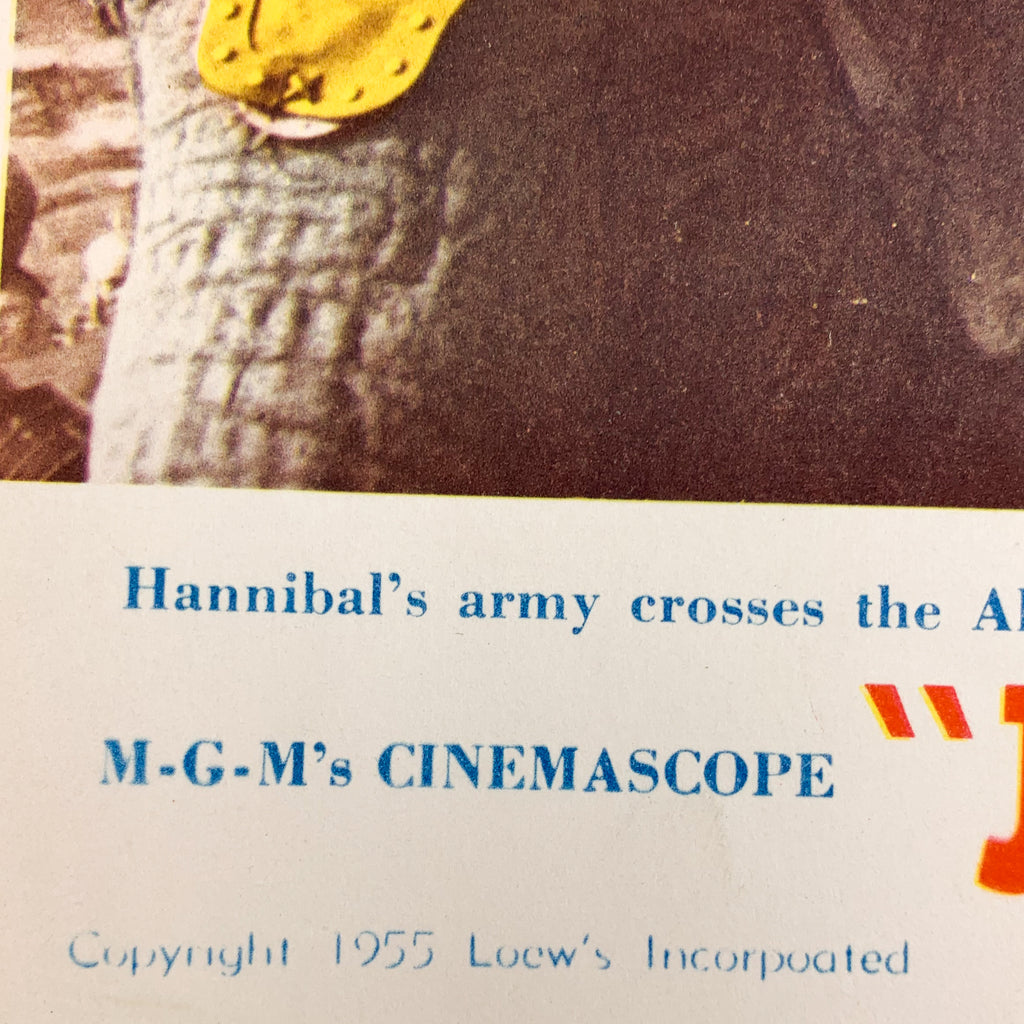 Hannibal's army crosses the Al
M-G-M's CINEMASCOPE "J
Copyright 1955 Loew's Incorpoated